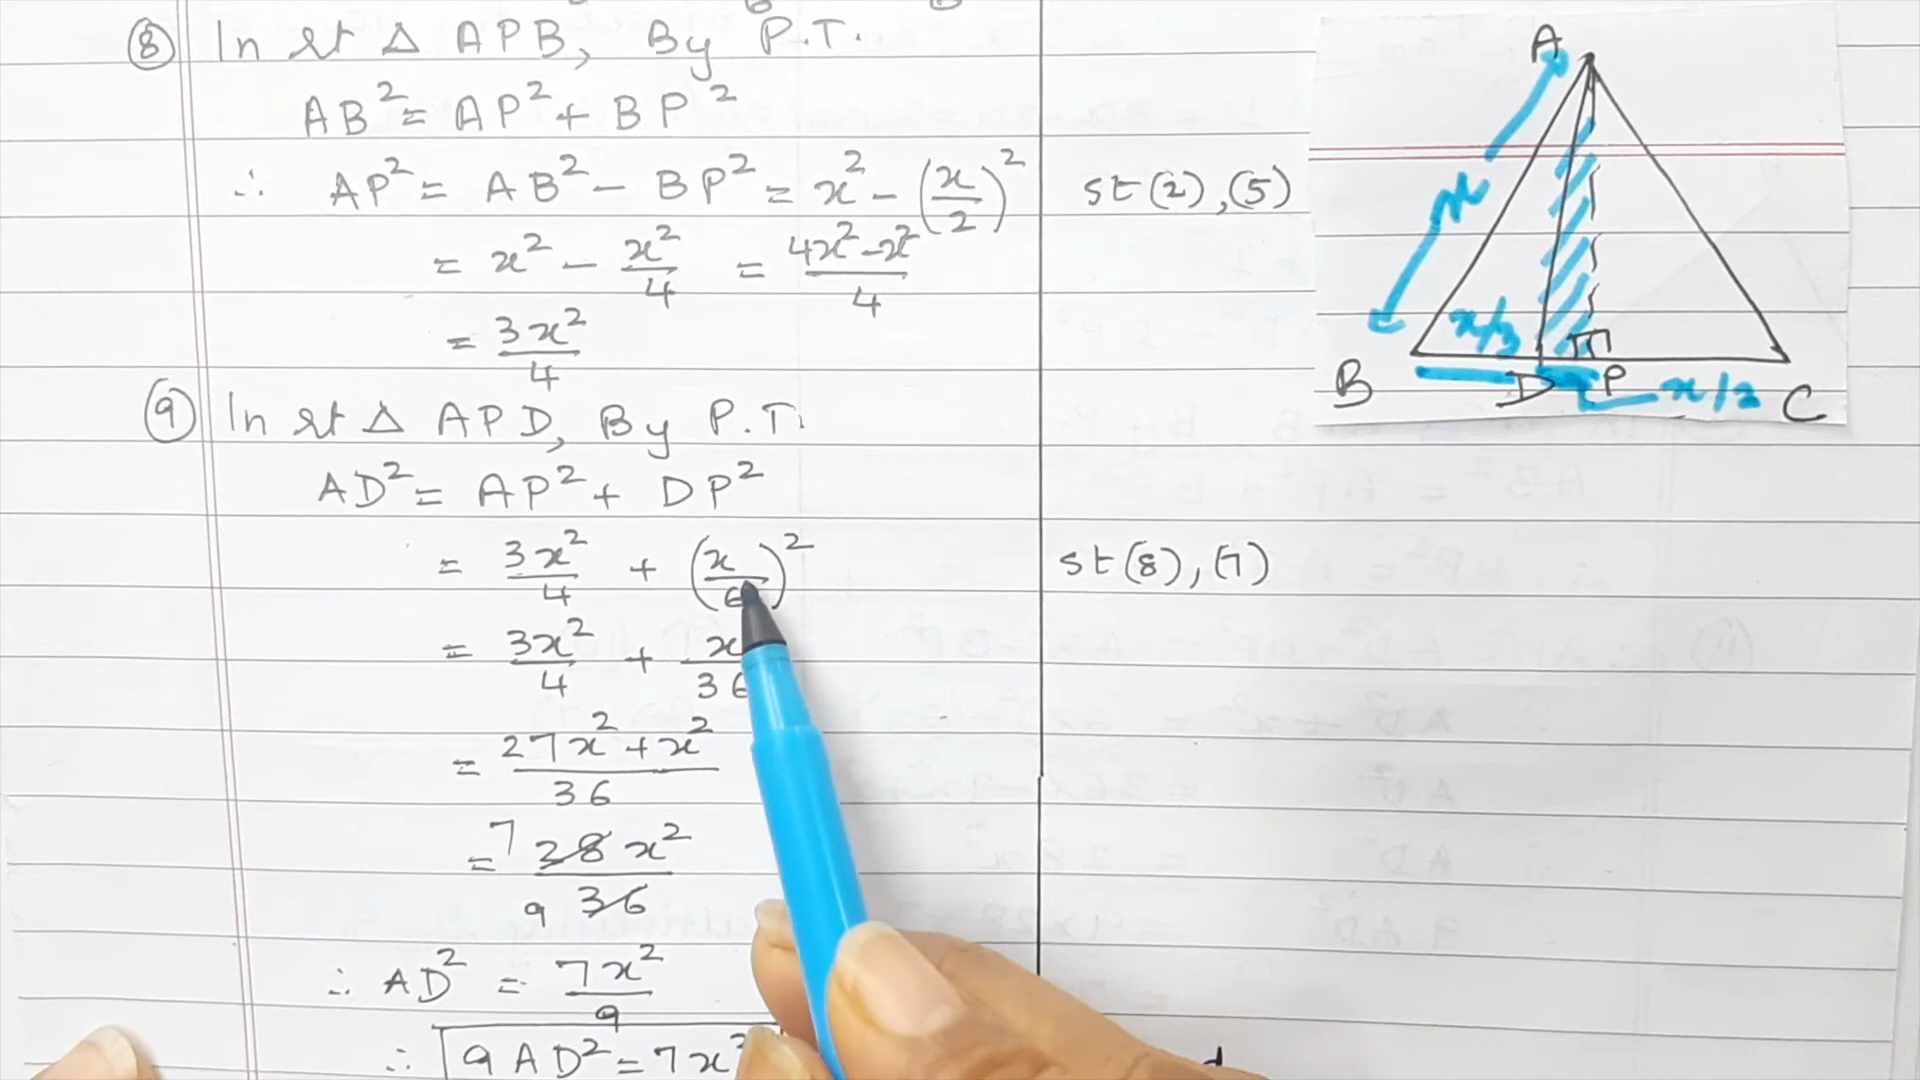 ⑧ In rt Δ APB, By P.T.
AB² = AP² + BP²
∴ AP² = AB² − BP² = x² − (x/2)² st(2),(5)
= x² − x²/4 = 4x² − x²/4
= 3x²/4
⑨ In rt Δ APD, By P.T.
AD² = AP² + DP²
= 3x²/4 + (x/6)² st(8),(7)
= 3x²/4 + x/36
= 27x² + x²/36
= 7 28x²/9 36
∴ AD² = 7x²/9
∴ 9AD² = 7x²
A
x
x/3
B D P x/2 C